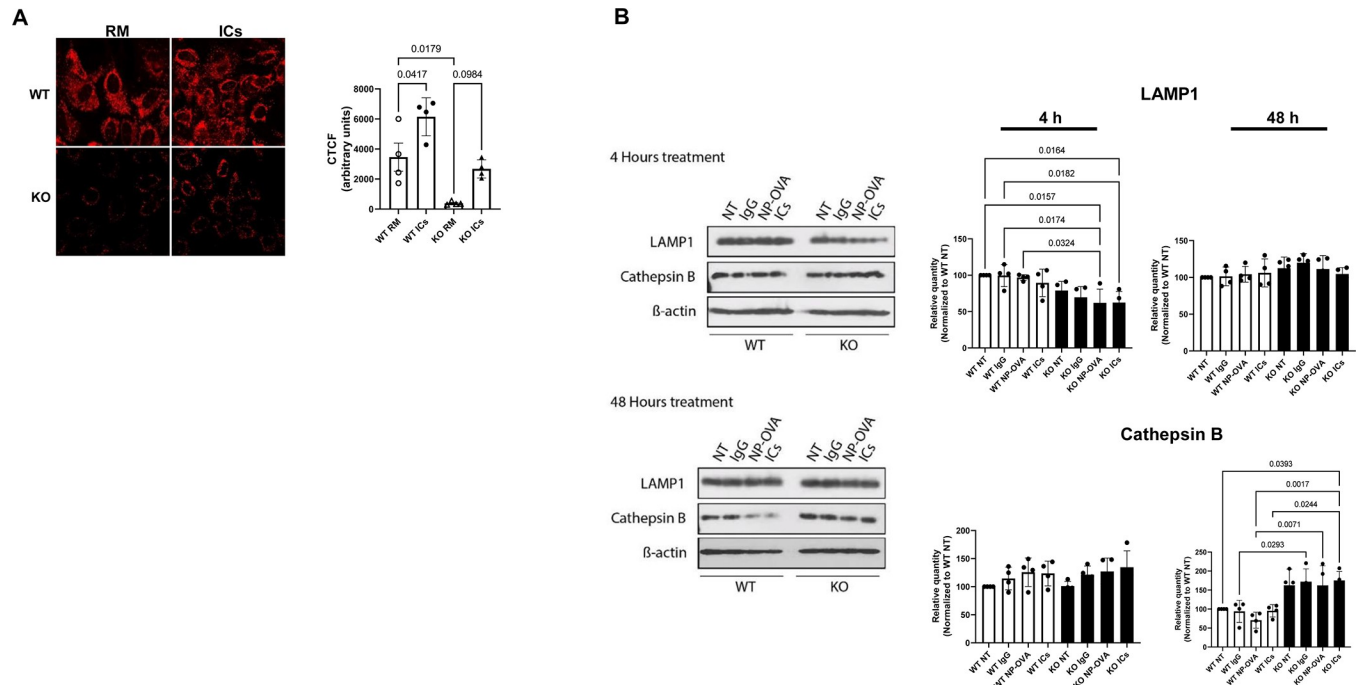 A
RM ICs
WT
KO
0.0179
0.0417 0.0984
8000
6000
4000
2000
0
CTCF
(arbitrary units)
WT RM
WT ICs
KO RM
KO ICs
B
4 Hours treatment
NT IgG NP-OVA ICs NT IgG NP-OVA ICs
LAMP1
Cathepsin B
ß-actin
WT KO
48 Hours treatment
NT IgG NP-OVA ICs NT IgG NP-OVA ICs
LAMP1
Cathepsin B
ß-actin
WT KO
LAMP1
4 h 48 h
0.0164
0.0182
0.0157
0.0174
0.0324
150
100
50
0
Relative quantity
(Normalized to WT NT)
WT NT
WT IgG
WT NP-OVA
WT ICs
KO NT
KO IgG
KO NP-OVA
KO ICs
150
100
50
0
Relative quantity
(Normalized to WT NT)
WT NT
WT IgG
WT NP-OVA
WT ICs
KO NT
KO IgG
KO NP-OVA
KO ICs
Cathepsin B
200
150
100
50
0
Relative quantity
(Normalized to WT NT)
WT NT
WT IgG
WT NP-OVA
WT ICs
KO NT
KO IgG
KO NP-OVA
KO ICs
0.0393
0.0017
0.0244
0.0071
0.0293
250
200
150
100
50
0
Relative quantity
(Normalized to WT NT)
WT NT
WT IgG
WT NP-OVA
WT ICs
KO NT
KO IgG
KO NP-OVA
KO ICs